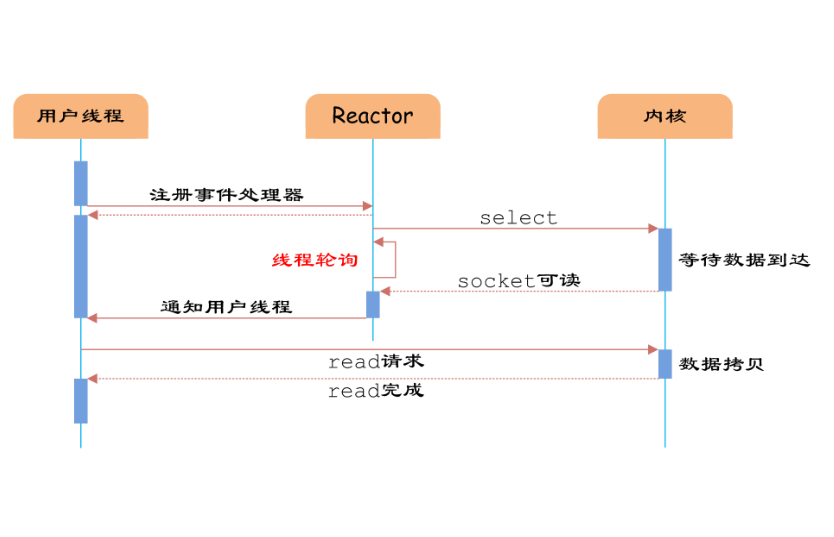 用户线程
Reactor
内核
注册事件处理器
select
线程轮询
等待数据到达
socket可读
通知用户线程
read请求
数据拷贝
read完成